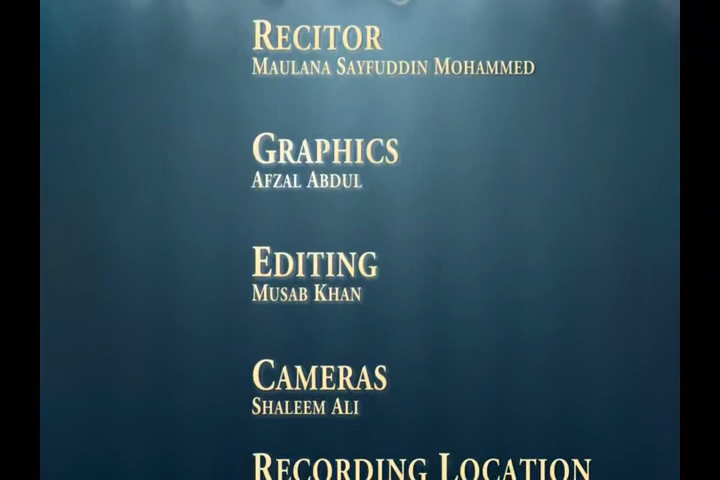 RECITOR
MAULANA SAYFUDDIN MOHAMMED
GRAPHICS
AFZAL ABDUL
EDITING
MUSAB KHAN
CAMERAS
SHALEEM ALI
RECORDING LOCATION